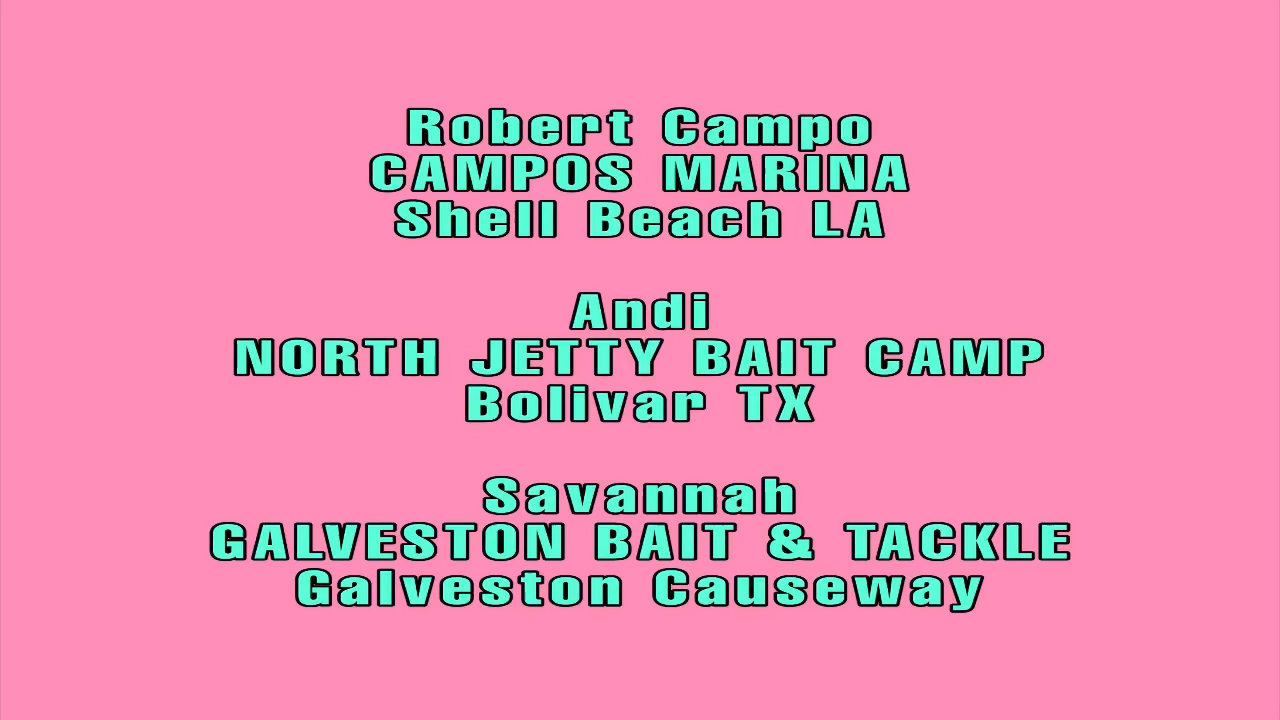 Robert Campo
CAMPOS MARINA
Shell Beach LA
Andi
NORTH JETTY BAIT CAMP
Bolivar TX
Savannah
GALVESTON BAIT & TACKLE
Galveston Causeway